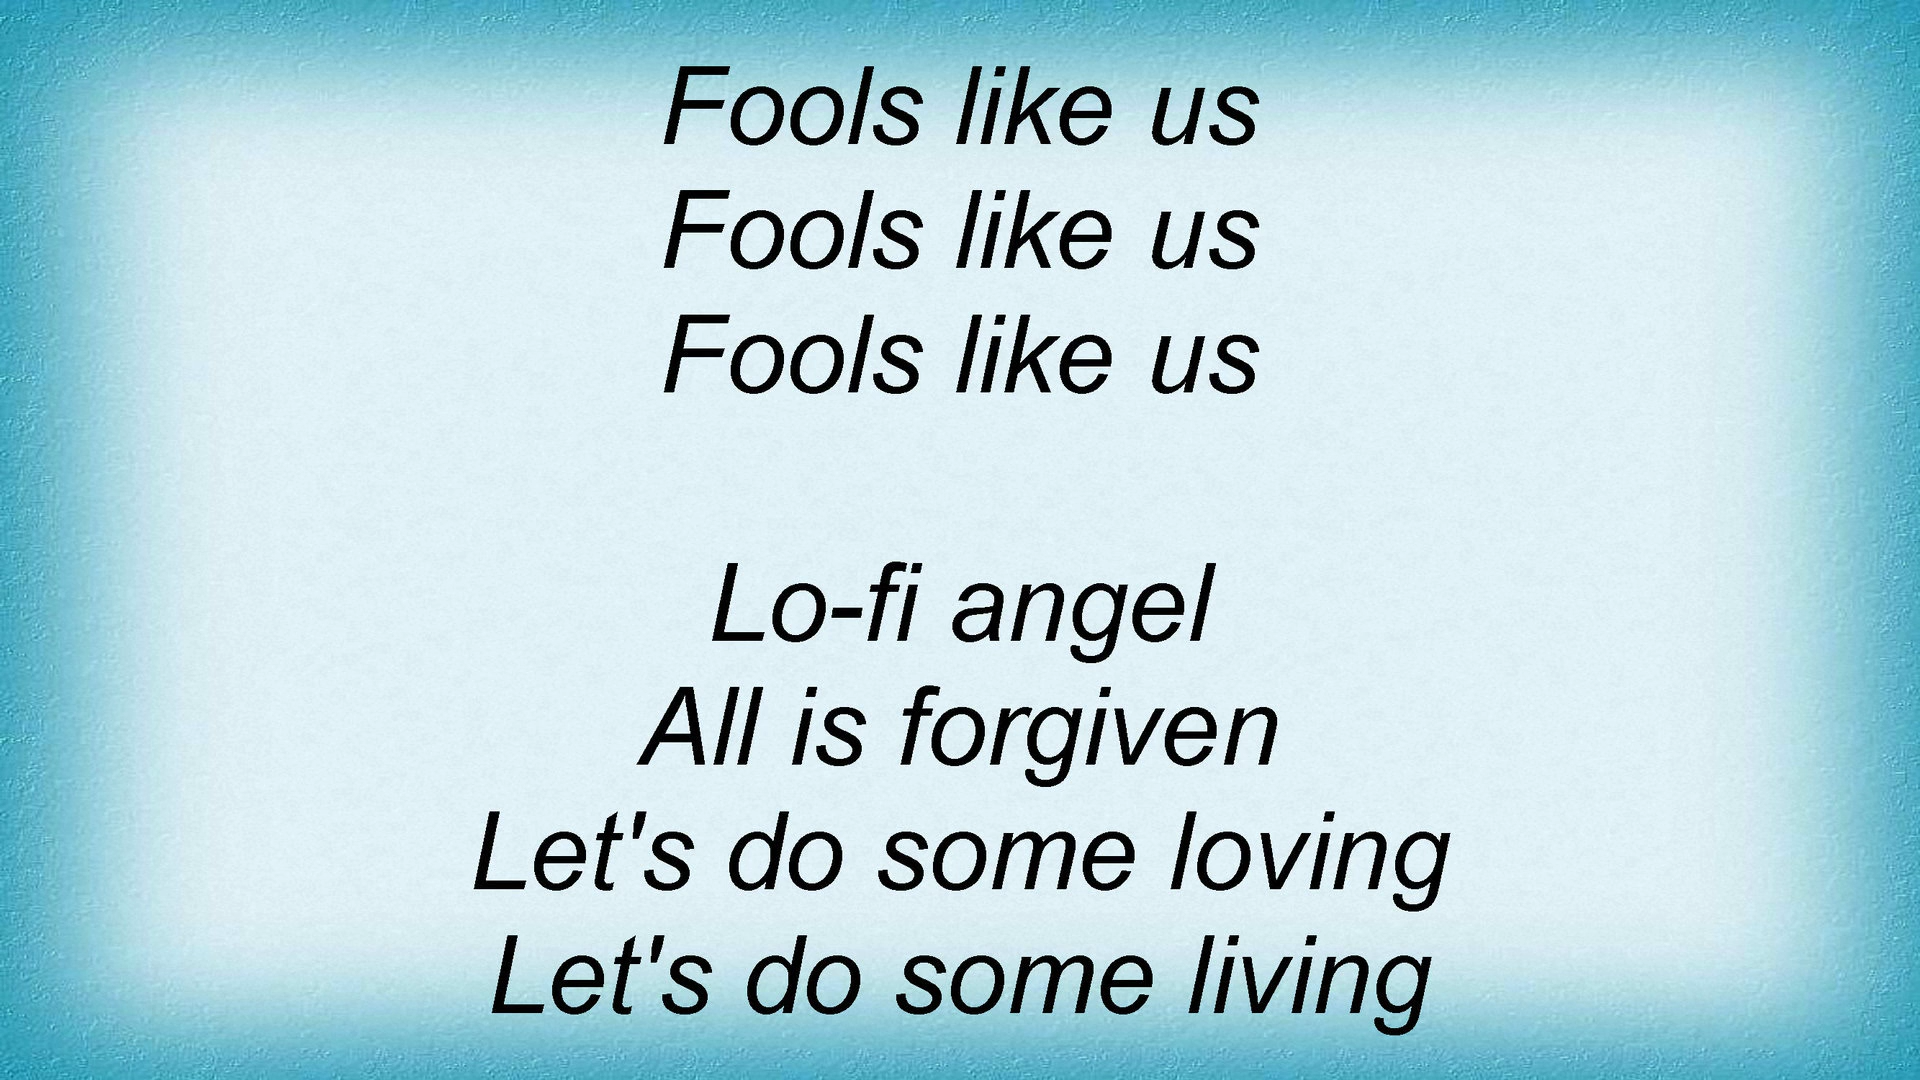 Fools like us
Fools like us
Fools like us
Lo-fi angel
All is forgiven
Let's do some loving
Let's do some living